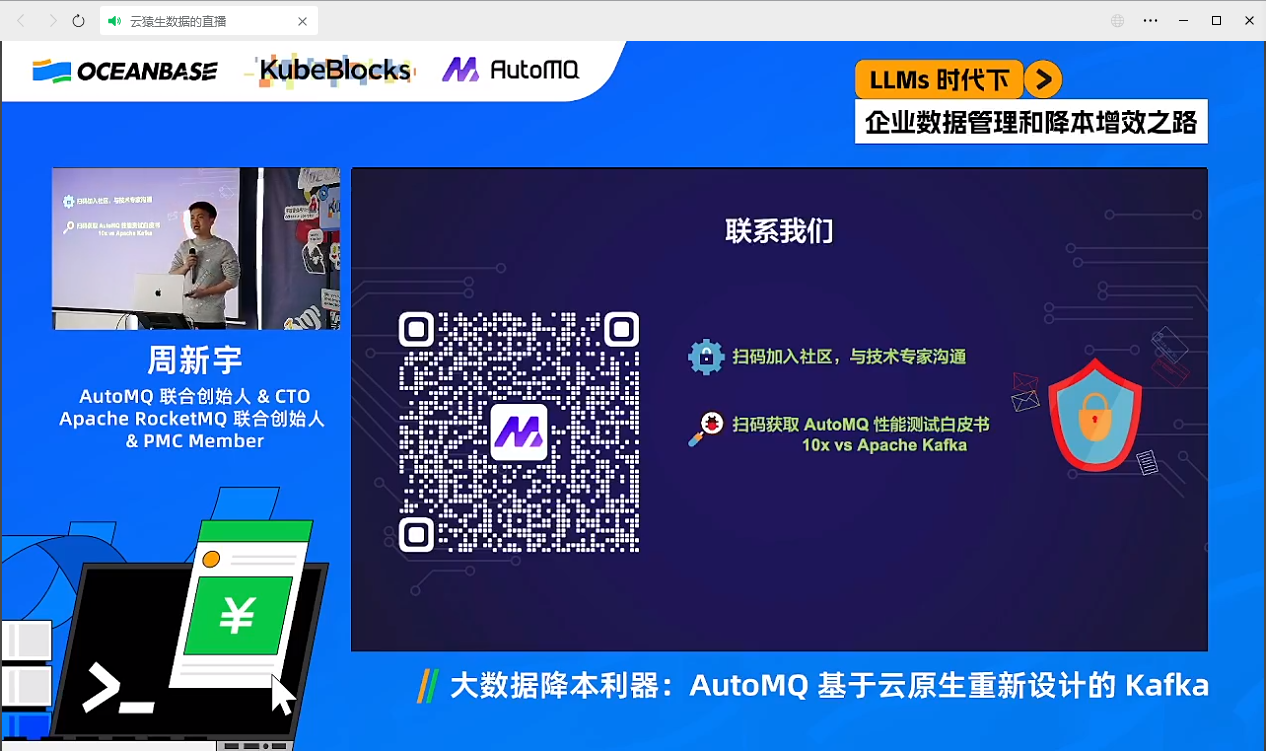 云猿生数据的直播
OCEANBASE
KubeBlocks
AutoMQ
LLMs 时代下
企业数据管理和降本增效之路
扫码加入社区，与技术专家沟通
扫码获取 AutoMQ 性能测试白皮书
10x vs Apache Kafka
周新宇
AutoMQ 联合创始人 & CTO
Apache RocketMQ 联合创始人
& PMC Member
联系我们
扫码加入社区，与技术专家沟通
扫码获取 AutoMQ 性能测试白皮书
10x vs Apache Kafka
¥
>_
大数据降本利器：AutoMQ 基于云原生重新设计的 Kafka